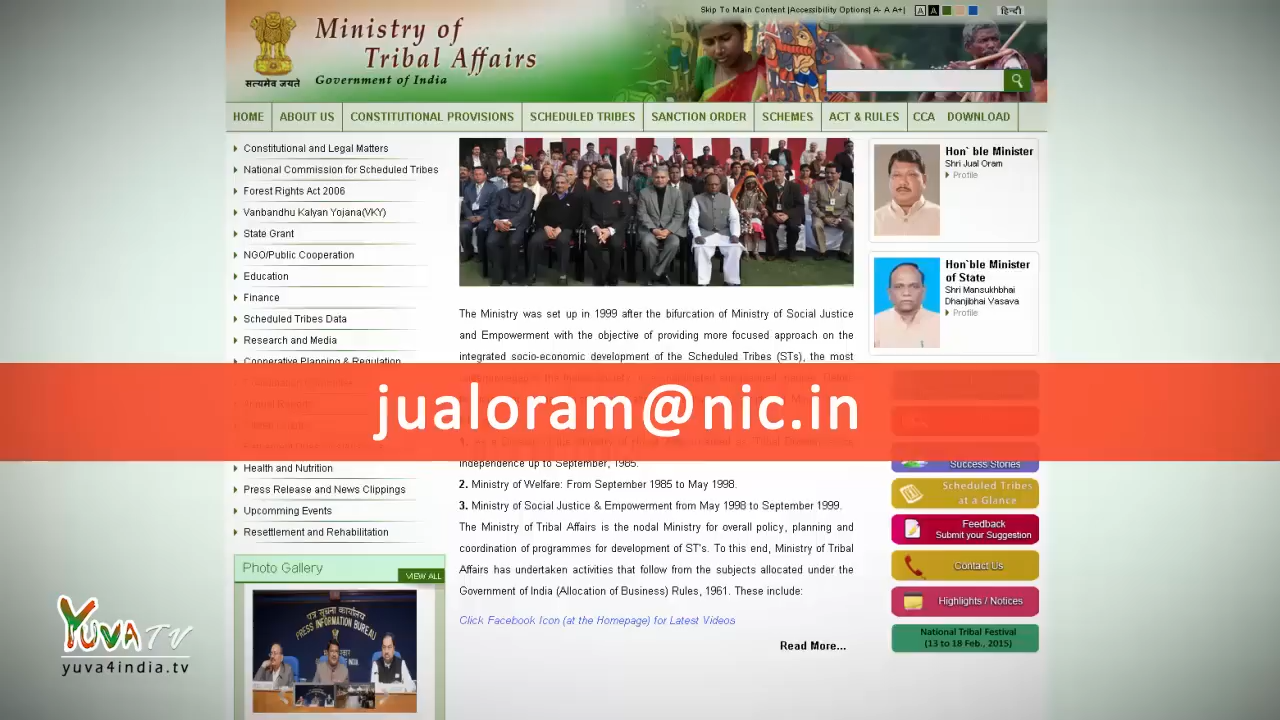 Skip To Main Content |Accessibility Options| A- A A+|
A A
हिन्दी
Ministry of
Tribal Affairs
Government of India
सत्यमेव जयते
HOME
ABOUT US
CONSTITUTIONAL PROVISIONS
SCHEDULED TRIBES
SANCTION ORDER
SCHEMES
ACT & RULES
CCA
DOWNLOAD
Constitutional and Legal Matters
National Commission for Scheduled Tribes
Forest Rights Act 2006
Vanbandhu Kalyan Yojana(VKY)
State Grant
NGO/Public Cooperation
Education
Finance
Scheduled Tribes Data
Research and Media
Cooperative Planning & Regulation
Health and Nutrition
Press Release and News Clippings
Upcomming Events
Resettlement and Rehabilitation
Photo Gallery
VIEW ALL
पत्र सूचना कार्यालय
PRESS INFORMATION BUREAU
The Ministry was set up in 1999 after the bifurcation of Ministry of Social Justice
and Empowerment with the objective of providing more focused approach on the
integrated socio-economic development of the Scheduled Tribes (STs), the most
jualoram@nic.in
Independence up to September, 1985.
2. Ministry of Welfare: From September 1985 to May 1998.
3. Ministry of Social Justice & Empowerment from May 1998 to September 1999.
The Ministry of Tribal Affairs is the nodal Ministry for overall policy, planning and
coordination of programmes for development of ST's. To this end, Ministry of Tribal
Affairs has undertaken activities that follow from the subjects allocated under the
Government of India (Allocation of Business) Rules, 1961. These include:
Click Facebook Icon (at the Homepage) for Latest Videos
Read More...
Hon` ble Minister
Shri Jual Oram
Profile
Hon`ble Minister
of State
Shri Mansukhbhai
Dhanjibhai Vasava
Profile
Success Stories
Scheduled Tribes
at a Glance
Feedback
Submit your Suggestion
Contact Us
Highlights / Notices
National Tribal Festival
(13 to 18 Feb., 2015)
YUVA TV
yuva4india.tv